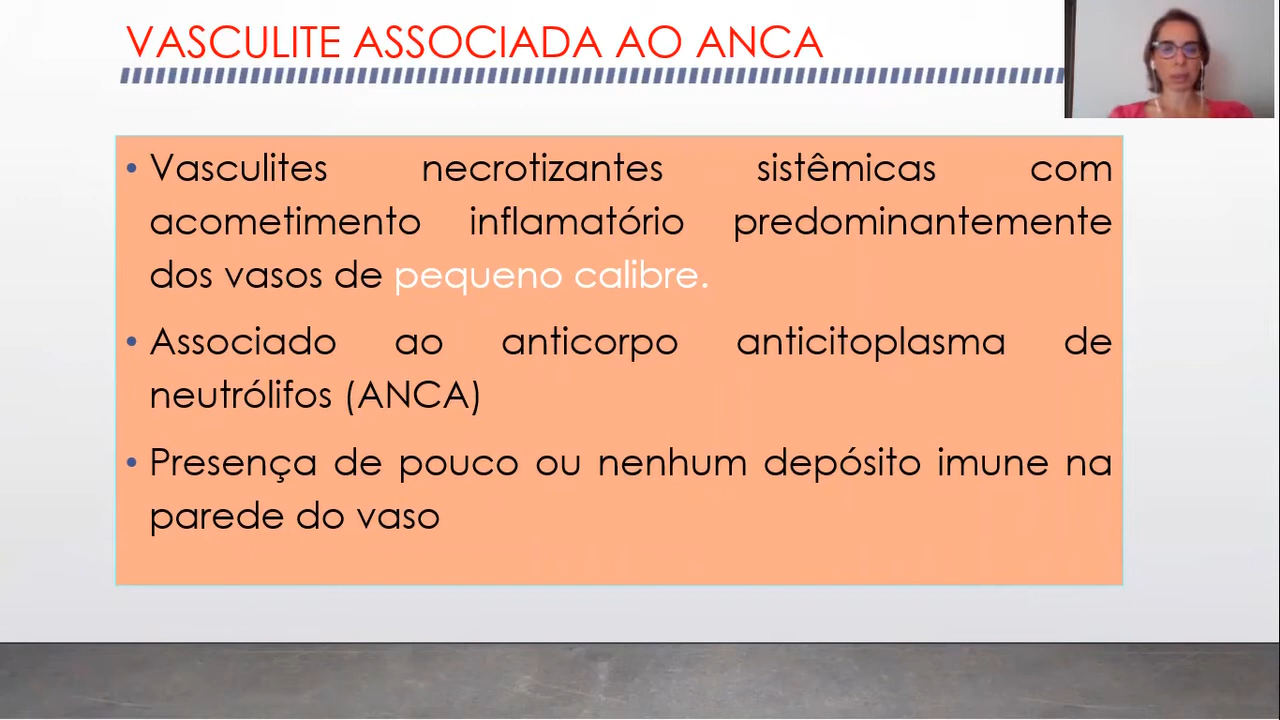 VASCULITE ASSOCIADA AO ANCA
• Vasculites necrotizantes sistêmicas com
acometimento inflamatório predominantemente
dos vasos de pequeno calibre.
• Associado ao anticorpo anticitoplasma de
neutrólifos (ANCA)
• Presença de pouco ou nenhum depósito imune na
parede do vaso